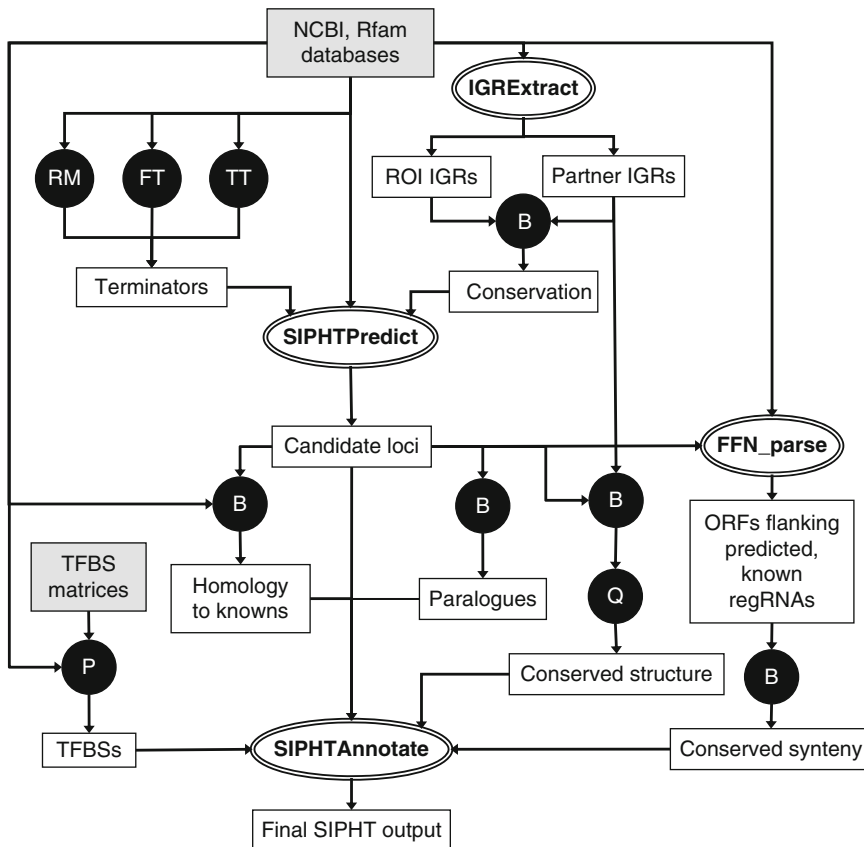 NCBI, Rfam
databases
IGRExtract
RM
FT
TT
ROI IGRs
Partner IGRs
B
Terminators
Conservation
SIPHTPredict
Candidate loci
FFN_parse
B
B
B
ORFs flanking
predicted,
known
regRNAs
TFBS
matrices
Homology
to knowns
Paralogues
Q
P
Conserved structure
B
TFBSs
SIPHTAnnotate
Conserved synteny
Final SIPHT output